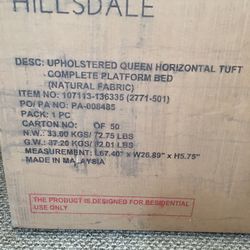 HILLSDALE
DESC: UPHOLSTERED QUEEN HORIZONTAL TUFT
COMPLETE PLATFORM BED
(NATURAL FABRIC)
ITEM NO: 107113-136335 (2771-501)
PO/PA NO: PA-008485
PACK: 1 PC
CARTON NO: OF 50
N.W.: 33.00 KGS/ 72.75 LBS
G.W.: 37.20 KGS/ 82.01 LBS
MEASUREMENT: L67.40" x W26.89" x H5.75"
MADE IN MALAYSIA
THE PRODUCT IS DESIGNED FOR RESIDENTIAL
USE ONLY